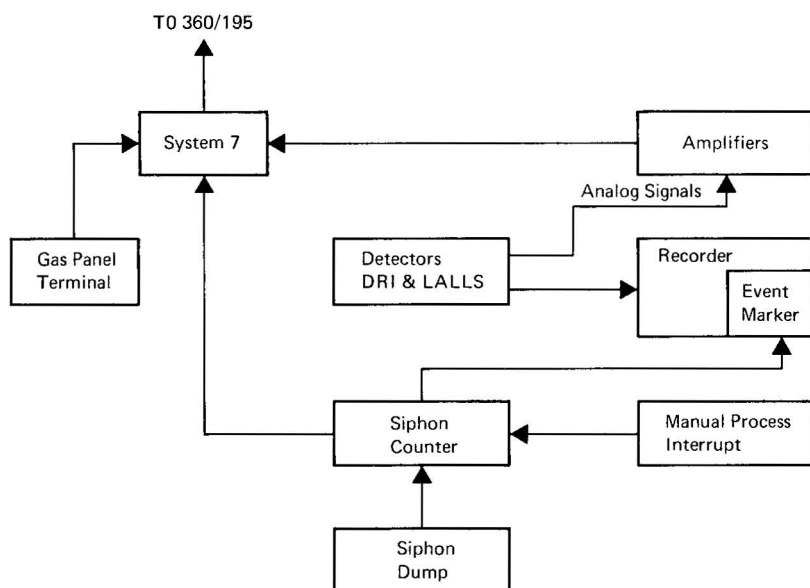 TO 360/195
System 7
Amplifiers
Analog Signals
Gas Panel
Terminal
Detectors
DRI & LALLS
Recorder
Event
Marker
Siphon
Counter
Manual Process
Interrupt
Siphon
Dump